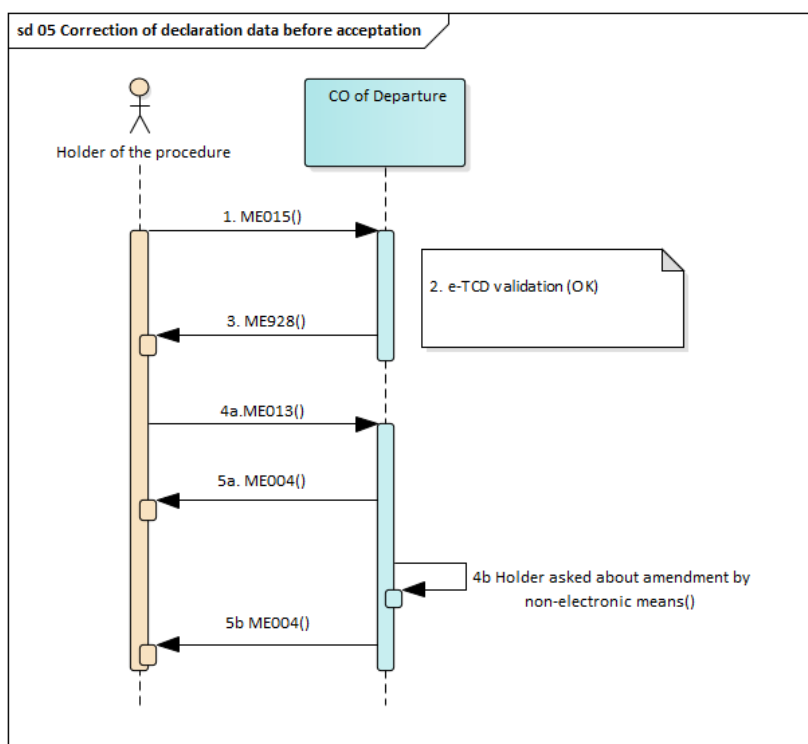 sd 05 Correction of declaration data before acceptation
CO of Departure
Holder of the procedure
1. ME015()
2. e-TCD validation (OK)
3. ME928()
4a.ME013()
5a. ME004()
4b Holder asked about amendment by
non-electronic means()
5b ME004()